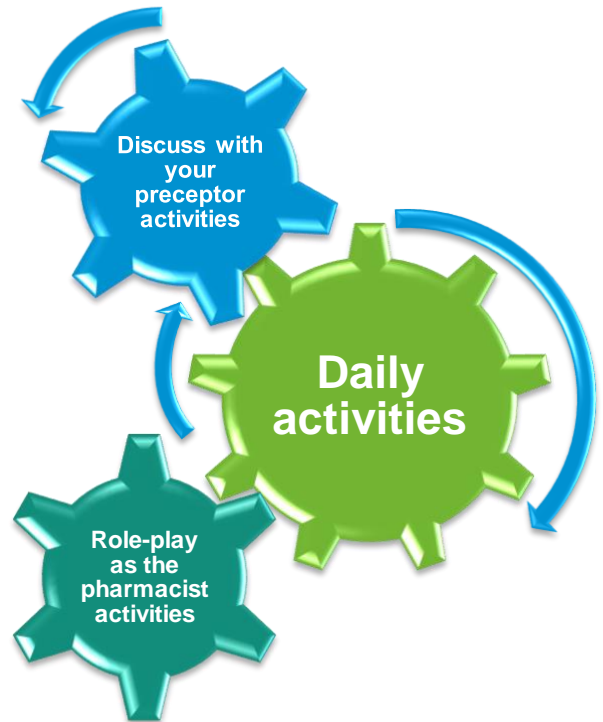 Discuss with
your
preceptor
activities
Daily
activities
Role-play
as the
pharmacist
activities